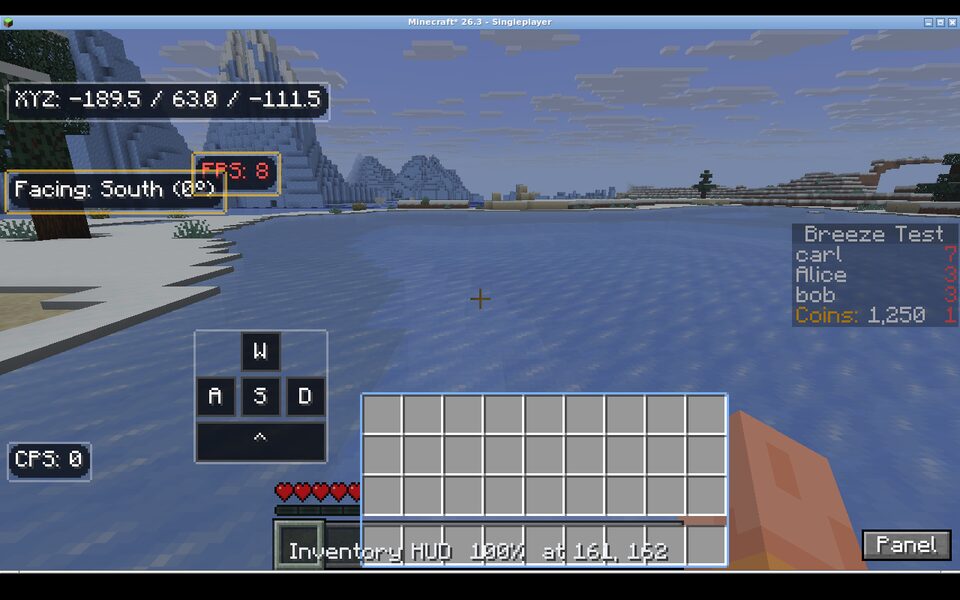 Minecraft* 26.3 - Singleplayer
XYZ: -189.5 / 63.0 / -111.5
FPS: 8
Facing: South (0°)
Breeze Test
carl 7
Alice 3
bob 3
Coins: 1,250 1
W
A S D
^
CPS: 0
Inventory HUD 100% at 161, 162
Panel